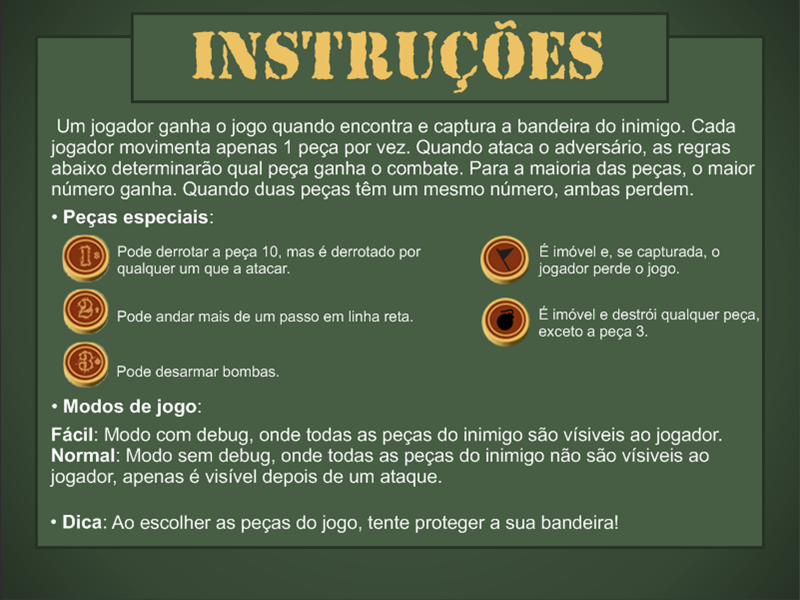 INSTRUÇÕES
Um jogador ganha o jogo quando encontra e captura a bandeira do inimigo. Cada
jogador movimenta apenas 1 peça por vez. Quando ataca o adversário, as regras
abaixo determinarão qual peça ganha o combate. Para a maioria das peças, o maior
número ganha. Quando duas peças têm um mesmo número, ambas perdem.
• Peças especiais:
1
Pode derrotar a peça 10, mas é derrotado por
qualquer um que a atacar.
2
Pode andar mais de um passo em linha reta.
3
Pode desarmar bombas.
É imóvel e, se capturada, o
jogador perde o jogo.
É imóvel e destrói qualquer peça,
exceto a peça 3.
• Modos de jogo:
Fácil: Modo com debug, onde todas as peças do inimigo são vísiveis ao jogador.
Normal: Modo sem debug, onde todas as peças do inimigo não são vísiveis ao
jogador, apenas é visível depois de um ataque.
• Dica: Ao escolher as peças do jogo, tente proteger a sua bandeira!